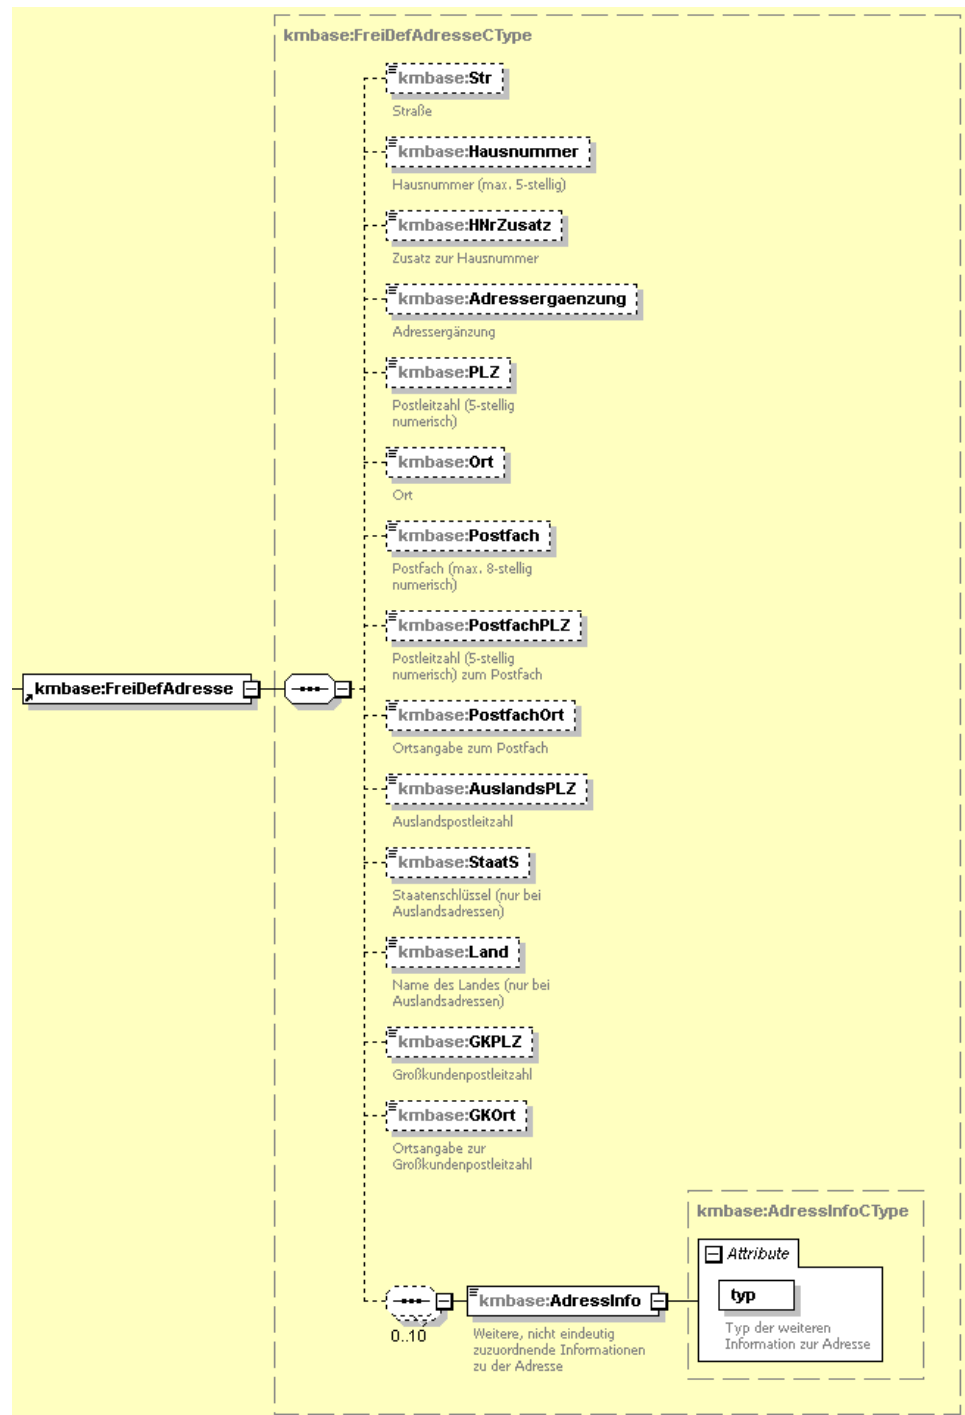 kmbase:FreiDefAdresseCType
kmbase:Str
Straße
kmbase:Hausnummer
Hausnummer (max. 5-stellig)
kmbase:HNrZusatz
Zusatz zur Hausnummer
kmbase:Adressergaenzung
Adressergänzung
kmbase:PLZ
Postleitzahl (5-stellig
numerisch)
kmbase:Ort
Ort
kmbase:Postfach
Postfach (max. 8-stellig
numerisch)
kmbase:PostfachPLZ
Postleitzahl (5-stellig
numerisch) zum Postfach
kmbase:FreiDefAdresse
kmbase:PostfachOrt
Ortsangabe zum Postfach
kmbase:AuslandsPLZ
Auslandspostleitzahl
kmbase:StaatS
Staatenschlüssel (nur bei
Auslandsadressen)
kmbase:Land
Name des Landes (nur bei
Auslandsadressen)
kmbase:GKPLZ
Großkundenpostleitzahl
kmbase:GKOrt
Ortsangabe zur
Großkundenpostleitzahl
kmbase:AdressInfoCType
Attribute
typ
Typ der weiteren
Information zur Adresse
kmbase:AdressInfo
0..10
Weitere, nicht eindeutig
zuzuordnende Informationen
zu der Adresse